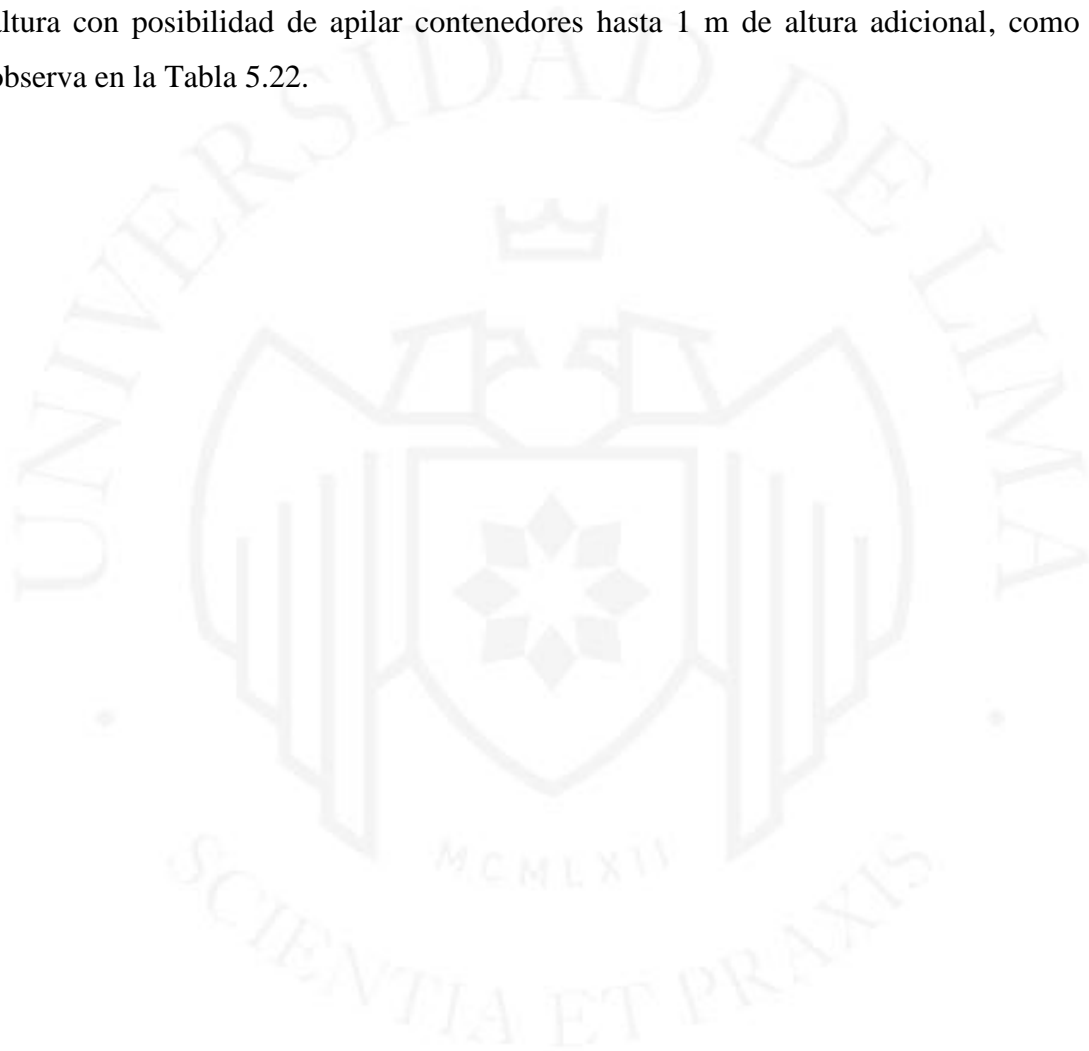 altura con posibilidad de apilar contenedores hasta 1 m de altura adicional, como
observa en la Tabla 5.22.
UNIVERSIDAD DE LIMA
MCMLXII
SCIENTIA ET PRAXIS